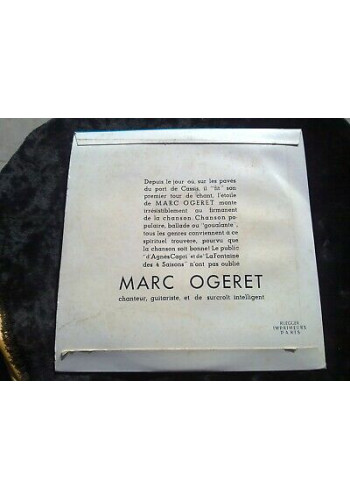 Depuis le jour ou, sur les pavés
du port de Cassis, il "fit" son
premier tour de chant, l'étoile
de MARC OGERET monte
irrésistiblement au firmament
de la chanson Chanson po-
pulaire, ballade ou "goualante",
tous les genres conviennent à ce
spirituel trouvère, pourvu que
la chanson soit bonne! Le public
"d'Agnès Capri et de "La Fontaine
des 4 Saisons" n'ont pas oublié
MARC OGERET
chanteur, guitariste, et de surcroît intelligent
IMPRIMEURS
PARIS